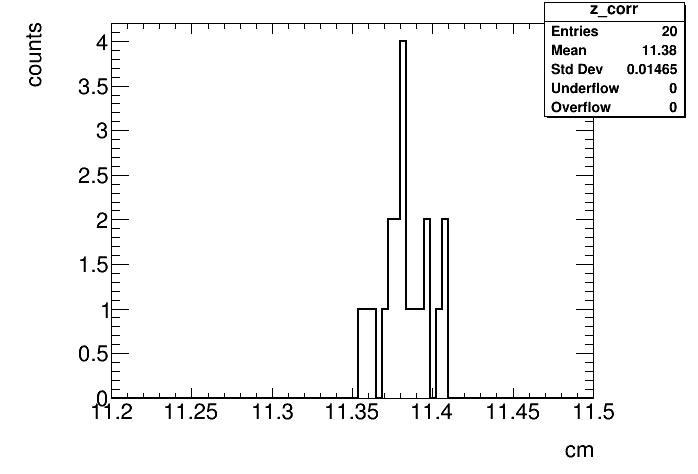 z_corr
Entries 20
Mean 11.38
Std Dev 0.01465
Underflow 0
Overflow 0
counts
4
3.5
3
2.5
2
1.5
1
0.5
0
11.2 11.25 11.3 11.35 11.4 11.45 11.5
cm